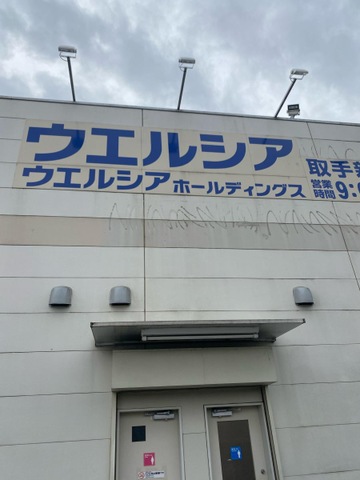 ウエルシア
ウエルシアホールディングス
取手
営業時間 9: